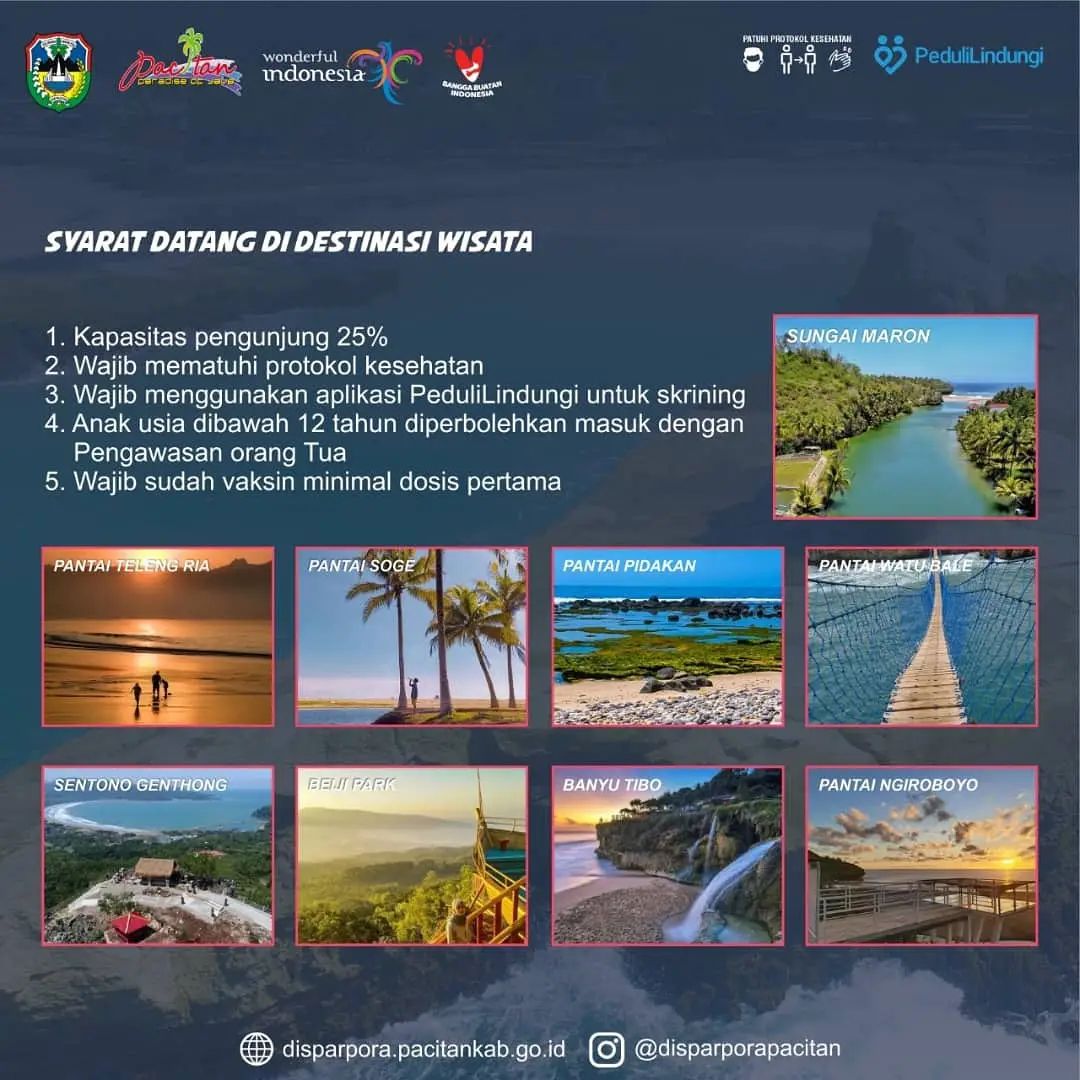 Pacitan
paradise of java
wonderful
indonesia
BANGGA BUATAN
INDONESIA
PATUHI PROTOKOL KESEHATAN
PeduliLindungi
SYARAT DATANG DI DESTINASI WISATA
1. Kapasitas pengunjung 25%
2. Wajib mematuhi protokol kesehatan
3. Wajib menggunakan aplikasi PeduliLindungi untuk skrining
4. Anak usia dibawah 12 tahun diperbolehkan masuk dengan
Pengawasan orang Tua
5. Wajib sudah vaksin minimal dosis pertama
SUNGAI MARON
PANTAI TELENG RIA
PANTAI SOGE
PANTAI PIDAKAN
PANTAI WATU BALE
SENTONO GENTHONG
BEIJI PARK
BANYU TIBO
PANTAI NGIROBOYO
disparpora.pacitankab.go.id
@disparporapacitan